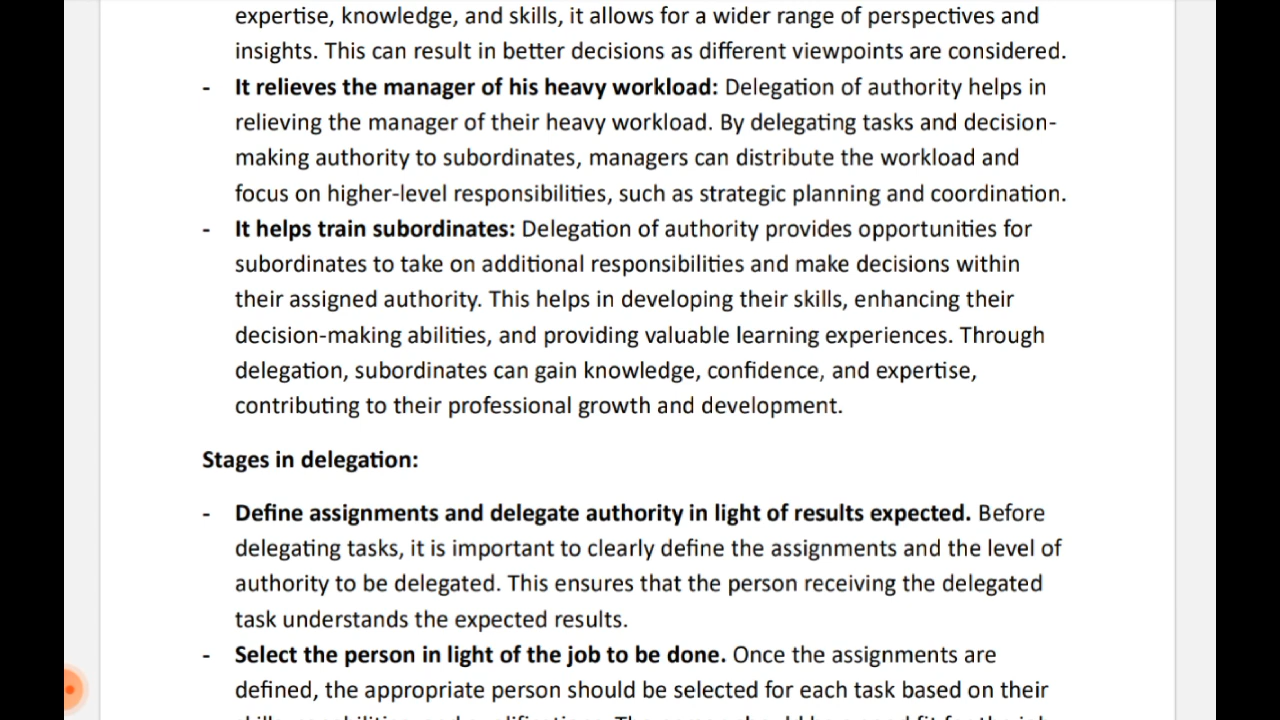 expertise, knowledge, and skills, it allows for a wider range of perspectives and
insights. This can result in better decisions as different viewpoints are considered.
- It relieves the manager of his heavy workload: Delegation of authority helps in
relieving the manager of their heavy workload. By delegating tasks and decision-
making authority to subordinates, managers can distribute the workload and
focus on higher-level responsibilities, such as strategic planning and coordination.
- It helps train subordinates: Delegation of authority provides opportunities for
subordinates to take on additional responsibilities and make decisions within
their assigned authority. This helps in developing their skills, enhancing their
decision-making abilities, and providing valuable learning experiences. Through
delegation, subordinates can gain knowledge, confidence, and expertise,
contributing to their professional growth and development.
Stages in delegation:
- Define assignments and delegate authority in light of results expected. Before
delegating tasks, it is important to clearly define the assignments and the level of
authority to be delegated. This ensures that the person receiving the delegated
task understands the expected results.
- Select the person in light of the job to be done. Once the assignments are
defined, the appropriate person should be selected for each task based on their